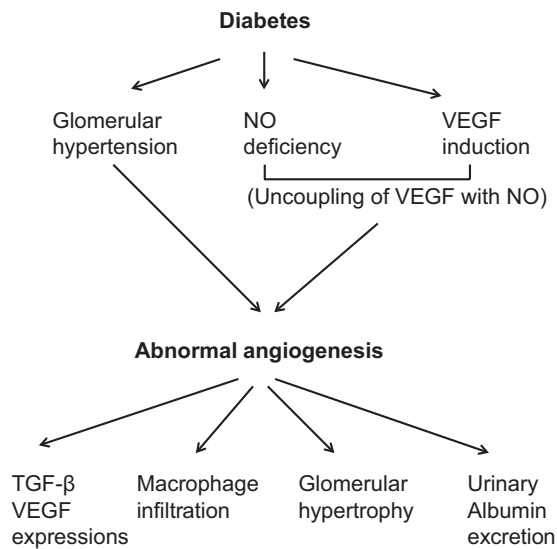 Diabetes
Glomerular
hypertension
NO
deficiency
VEGF
induction
(Uncoupling of VEGF with NO)
Abnormal angiogenesis
TGF-β
VEGF
expressions
Macrophage
infiltration
Glomerular
hypertrophy
Urinary
Albumin
excretion